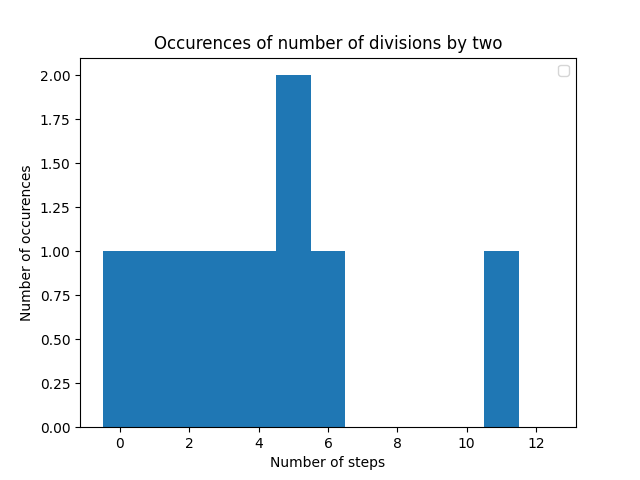 Occurences of number of divisions by two
2.00
1.75
1.50
1.25
1.00
0.75
0.50
0.25
0.00
Number of occurences
0 2 4 6 8 10 12
Number of steps